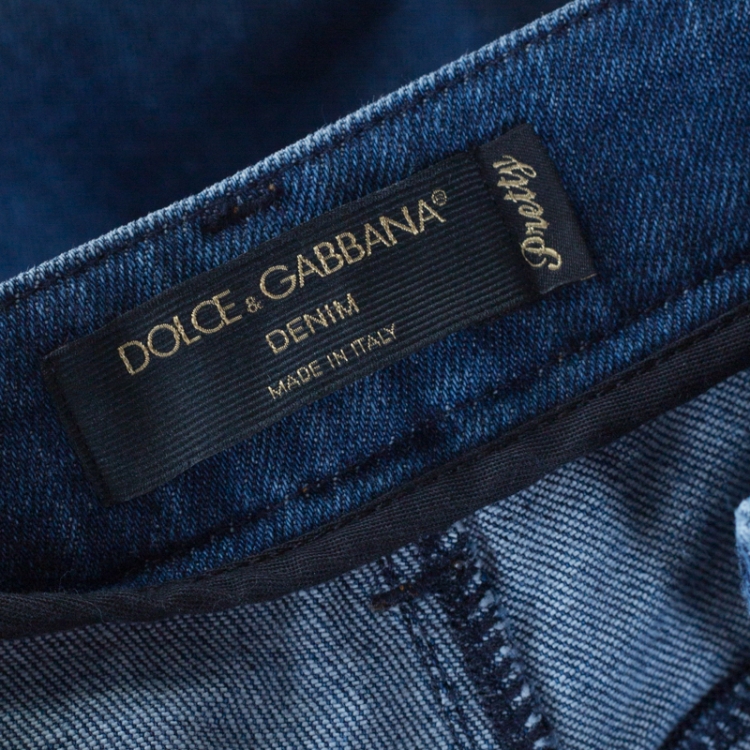 DOLCE & GABBANA®
DENIM
MADE IN ITALY
Pretty